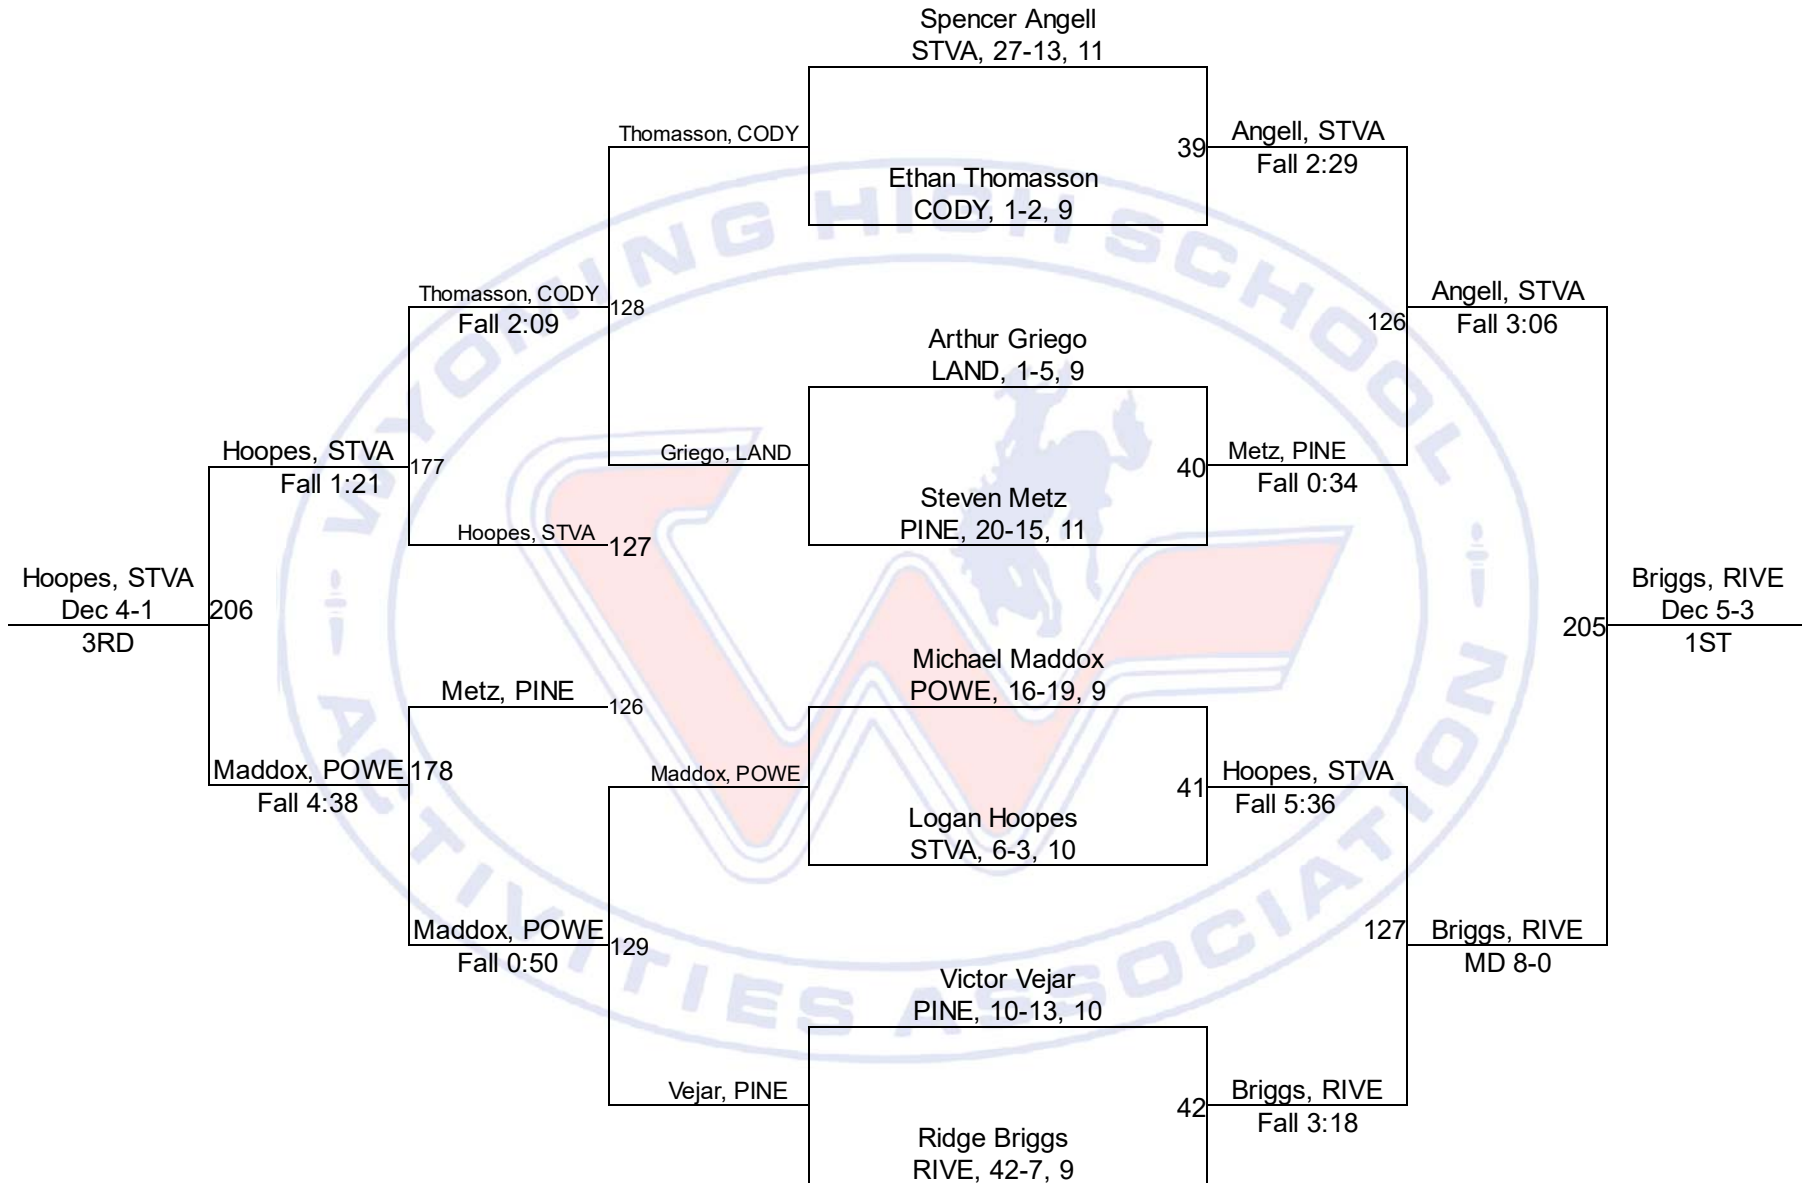 Spencer Angell
STVA, 27-13, 11
Thomasson, CODY
39
Angell, STVA
Fall 2:29
Ethan Thomasson
CODY, 1-2, 9
Thomasson, CODY
Fall 2:09
128
126
Angell, STVA
Fall 3:06
Arthur Griego
LAND, 1-5, 9
Hoopes, STVA
Fall 1:21
177
Griego, LAND
40
Metz, PINE
Fall 0:34
Steven Metz
PINE, 20-15, 11
Hoopes, STVA
127
Hoopes, STVA
Dec 4-1
3RD
206
205
Briggs, RIVE
Dec 5-3
1ST
Michael Maddox
POWE, 16-19, 9
Metz, PINE
126
Maddox, POWE
Fall 4:38
178
Maddox, POWE
41
Hoopes, STVA
Fall 5:36
Logan Hoopes
STVA, 6-3, 10
Maddox, POWE
Fall 0:50
129
127
Briggs, RIVE
MD 8-0
Victor Vejar
PINE, 10-13, 10
Vejar, PINE
42
Briggs, RIVE
Fall 3:18
Ridge Briggs
RIVE, 42-7, 9
WYOMING HIGH SCHOOL
ACTIVITIES ASSOCIATION